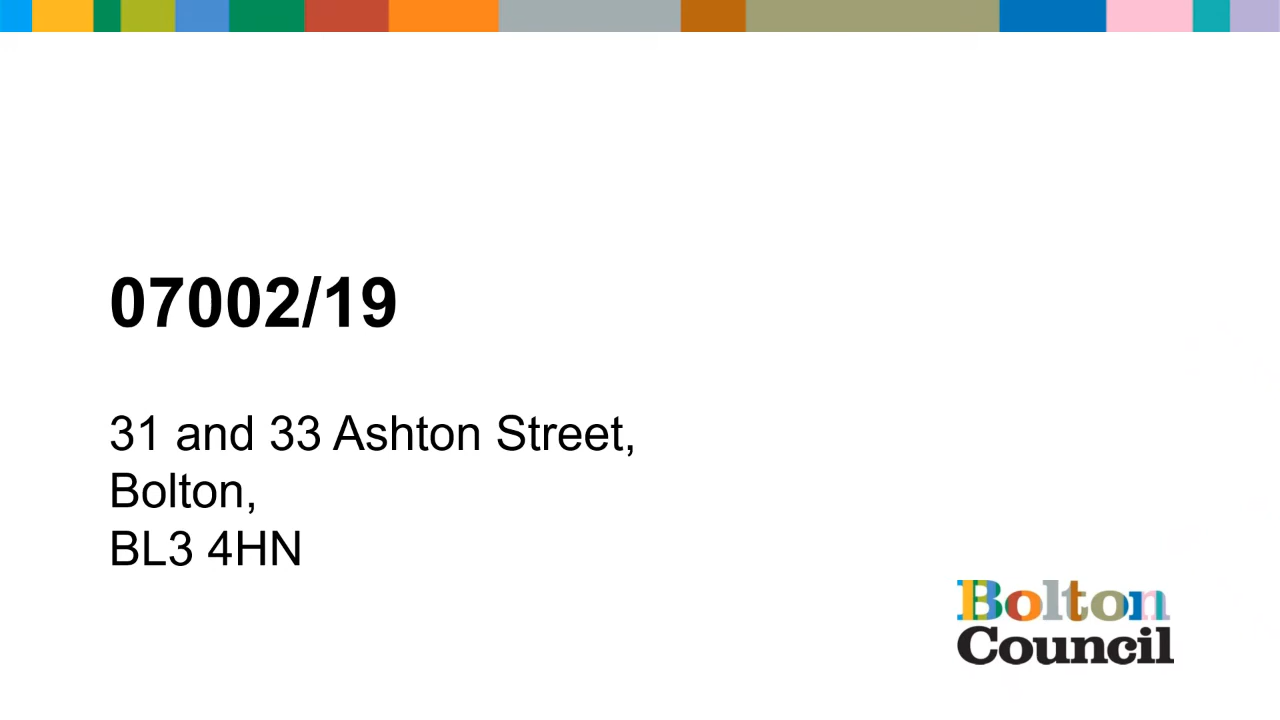 07002/19
31 and 33 Ashton Street,
Bolton,
BL3 4HN
Bolton
Council